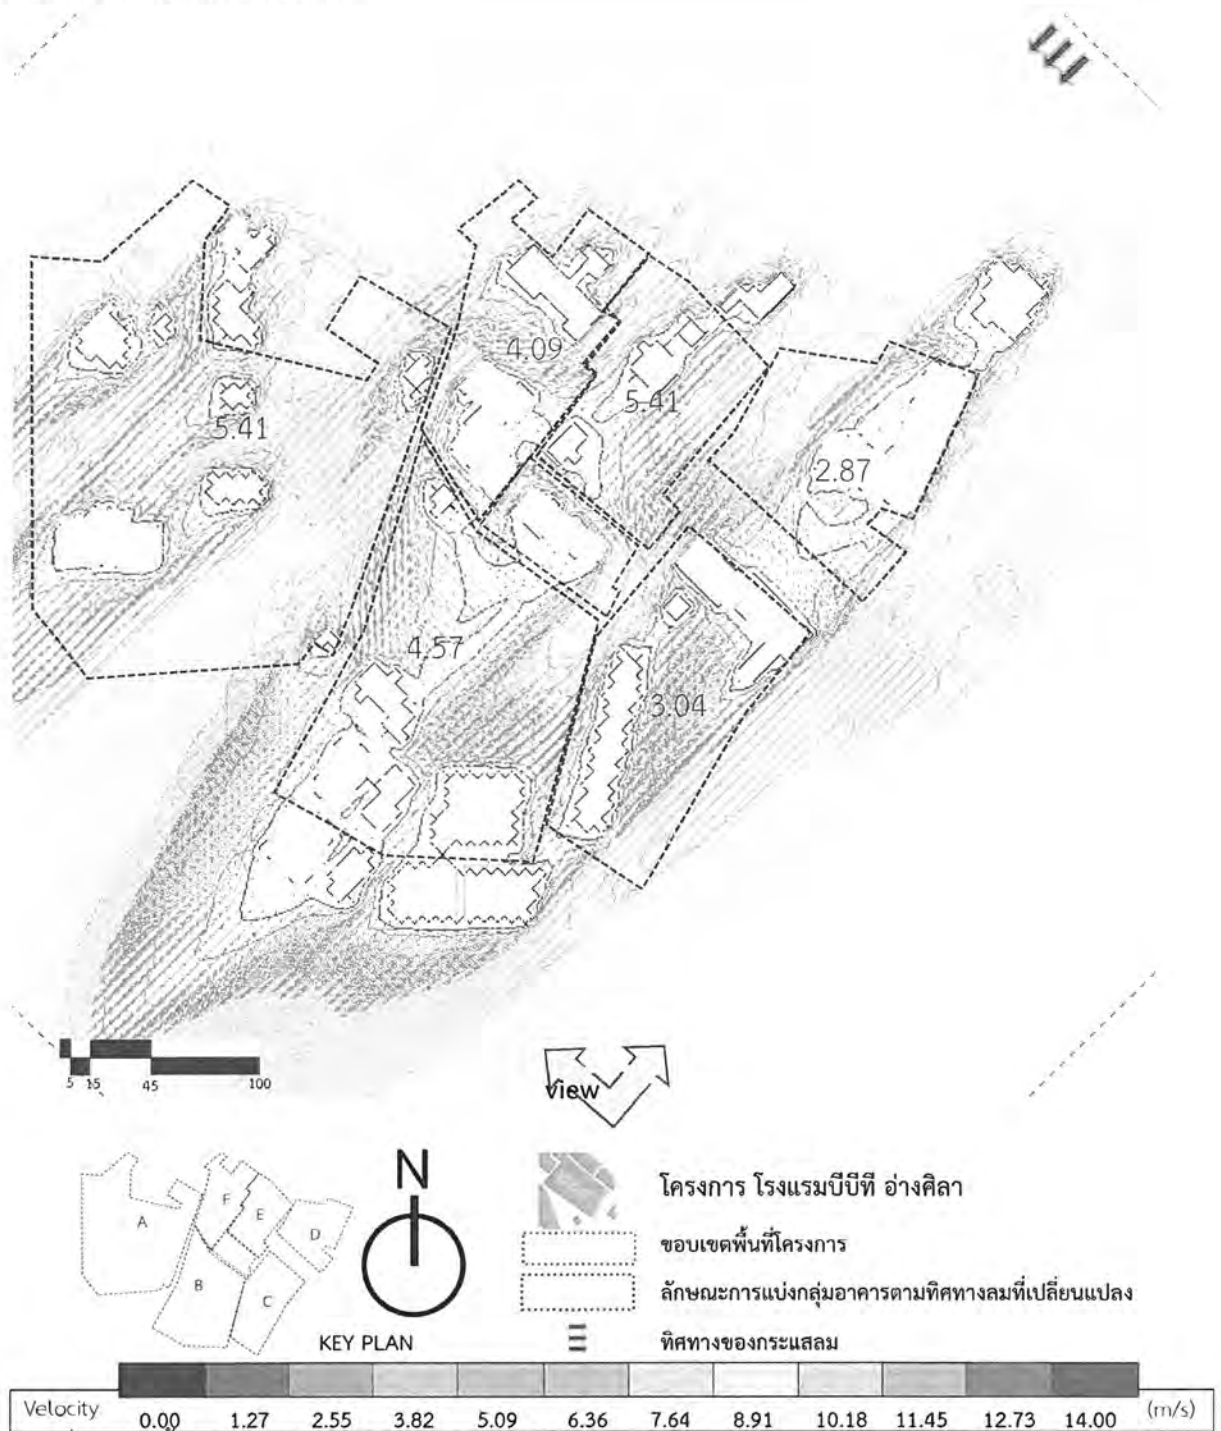 4.09
5.41
5.41
2.87
4.57
3.04
5 15 45 100
view
N
A
F
E
D
B
C
KEY PLAN
โครงการ โรงแรมบีบีที อ่างศิลา
ขอบเขตพื้นที่โครงการ
ลักษณะการแบ่งกลุ่มอาคารตามทิศทางลมที่เปลี่ยนแปลง
ทิศทางของกระแสลม
Velocity 0.00 1.27 2.55 3.82 5.09 6.36 7.64 8.91 10.18 11.45 12.73 14.00 (m/s)